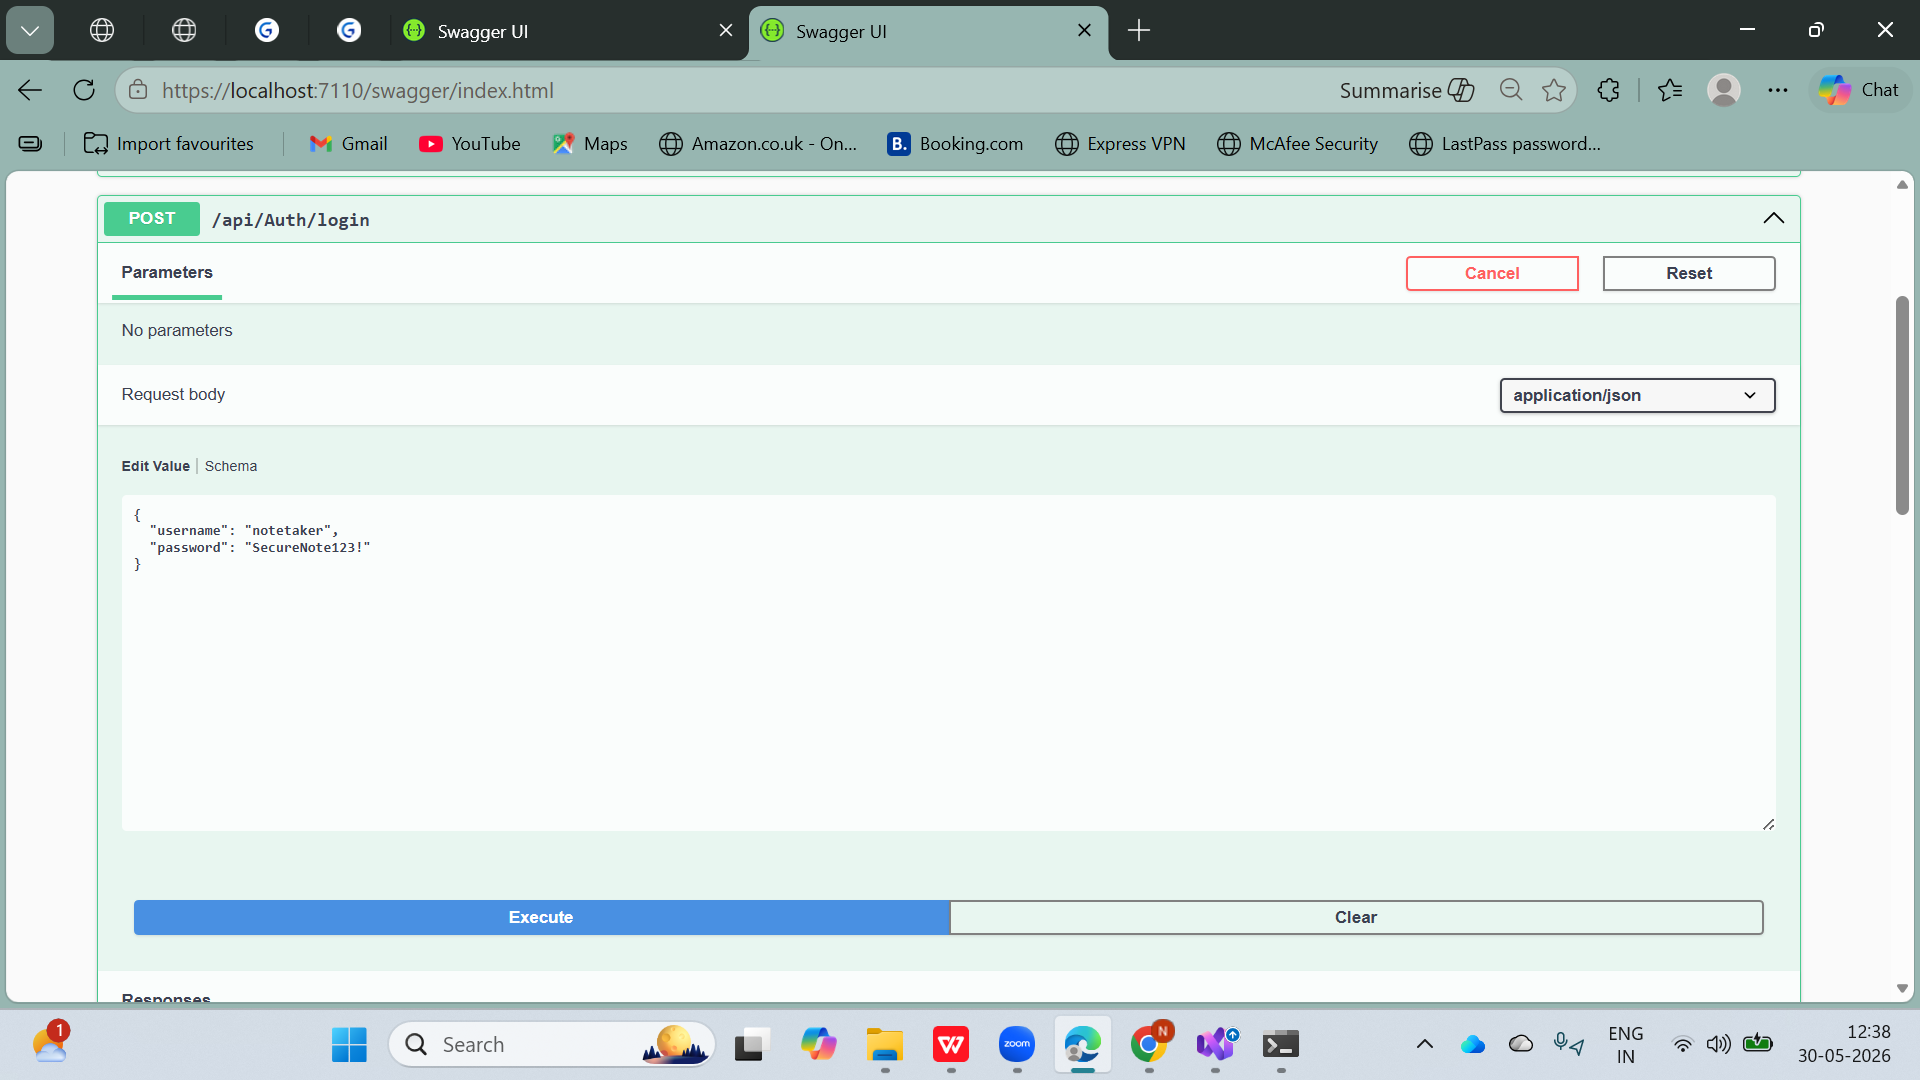 Swagger UI
Swagger UI
https://localhost:7110/swagger/index.html
Summarise
Chat
Import favourites
Gmail
YouTube
Maps
Amazon.co.uk - On...
B.
Booking.com
Express VPN
McAfee Security
LastPass password...
POST /api/Auth/login
Parameters
Cancel
Reset
No parameters
Request body
application/json
Edit Value | Schema
{
"username": "notetaker",
"password": "SecureNote123!"
}
Execute
Clear
Responses
1
Search
W
zoom
N
ENG
IN
12:38
30-05-2026